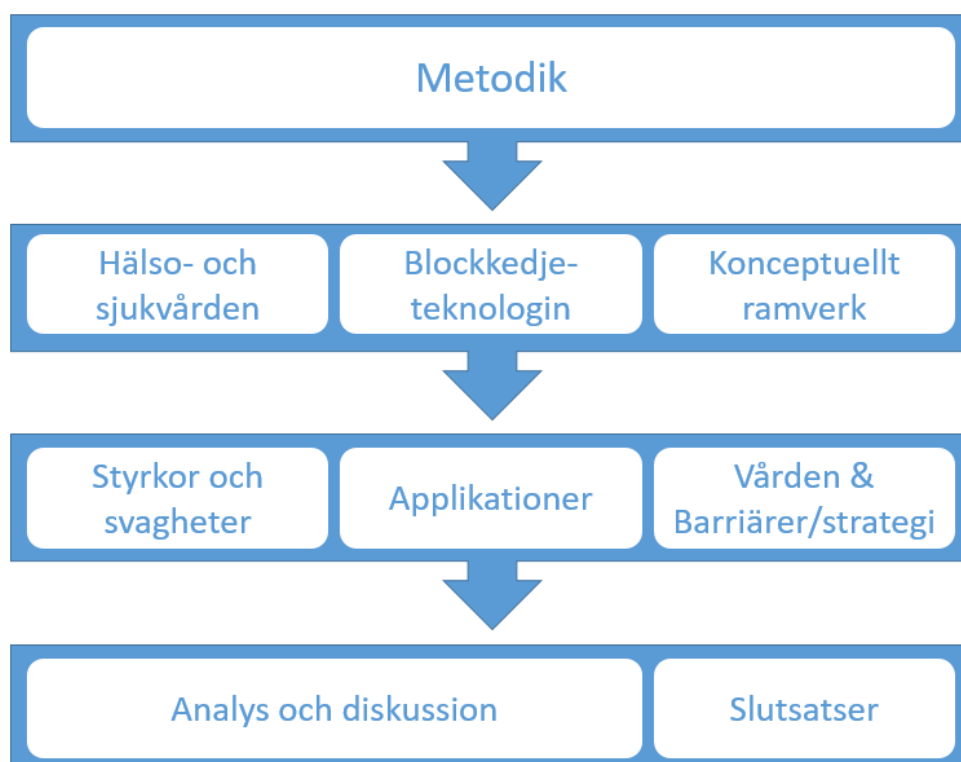 Metodik
Hälso- och
sjukvården
Blockkedje-
teknologin
Konceptuellt
ramverk
Styrkor och
svagheter
Applikationer
Vården &
Barriärer/strategi
Analys och diskussion
Slutsatser